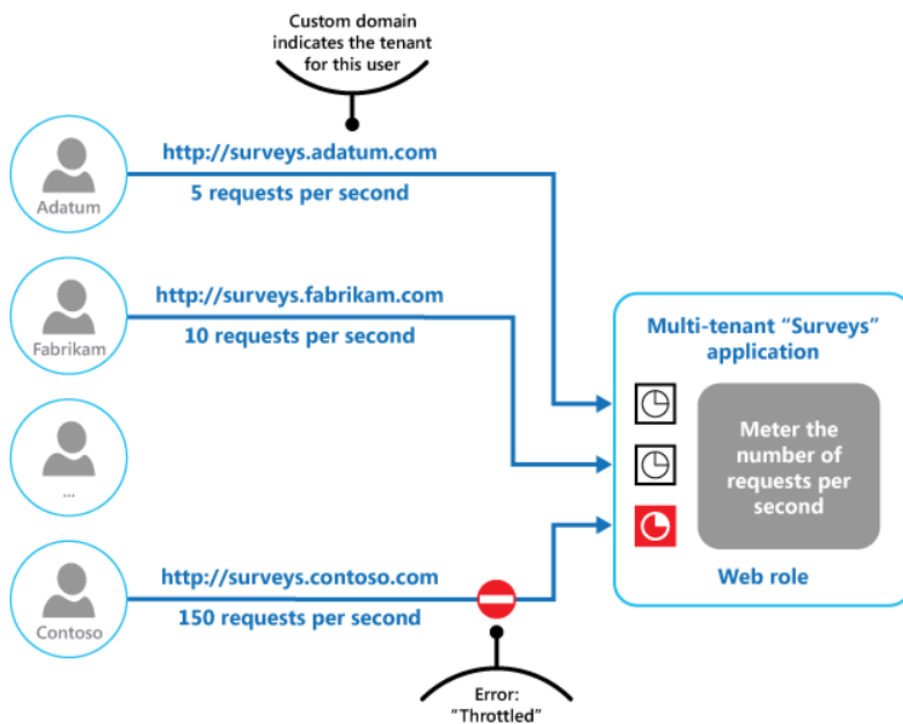 Custom domain
indicates the tenant
for this user
http://surveys.adatum.com
5 requests per second
Adatum
http://surveys.fabrikam.com
10 requests per second
Fabrikam
...
http://surveys.contoso.com
150 requests per second
Contoso
Error:
“Throttled”
Multi-tenant “Surveys”
application
Meter the
number of
requests per
second
Web role